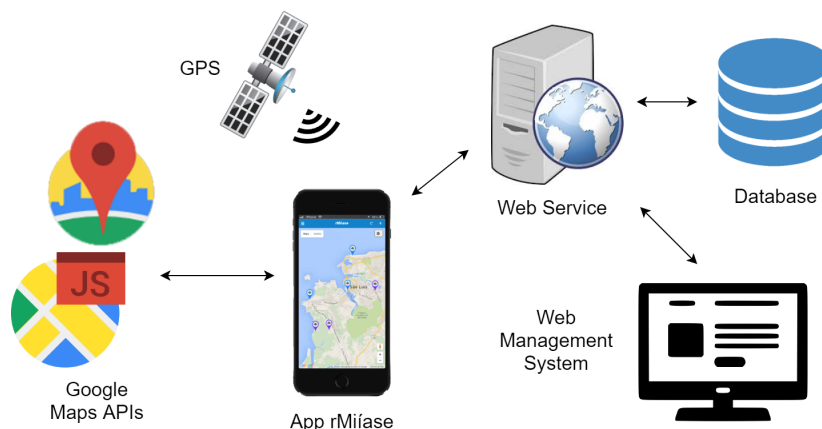 GPS
Web Service
Database
JS
Google
Maps APIs
App rMiíase
Web
Management
System